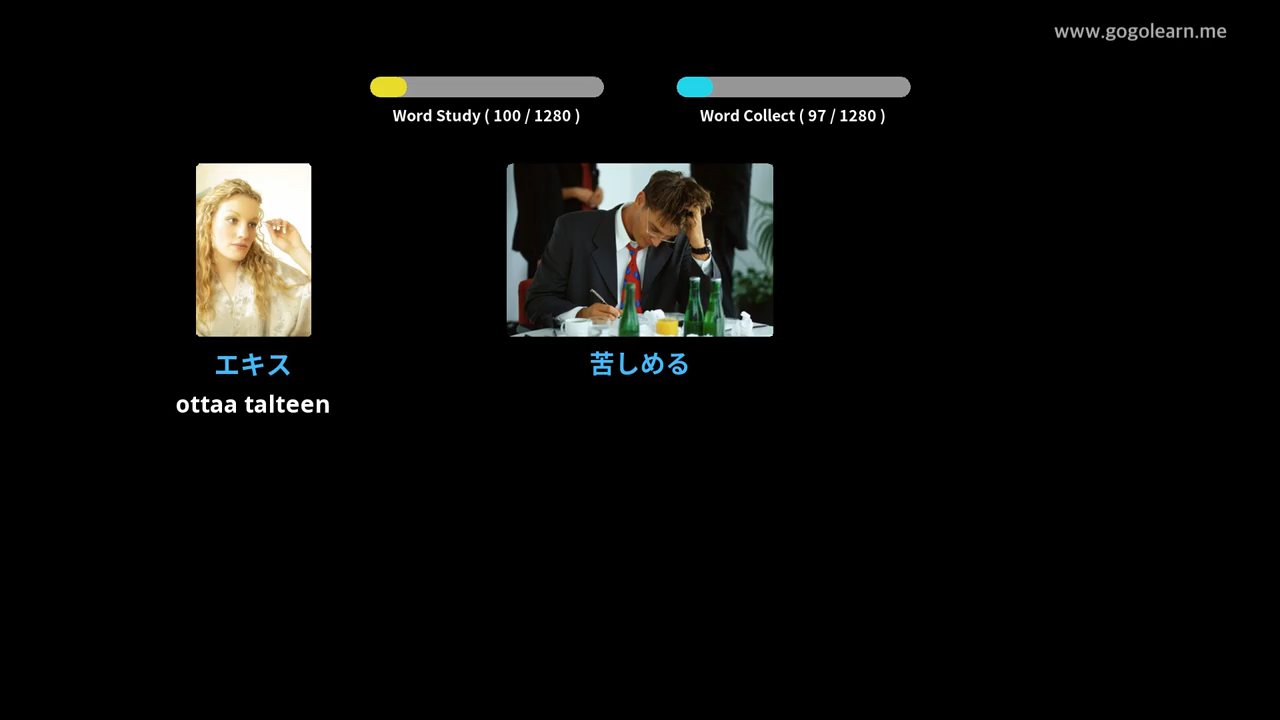 www.gogolearn.me
Word Study ( 100 / 1280 )
Word Collect ( 97 / 1280 )
エキス
苦しめる
ottaa talteen